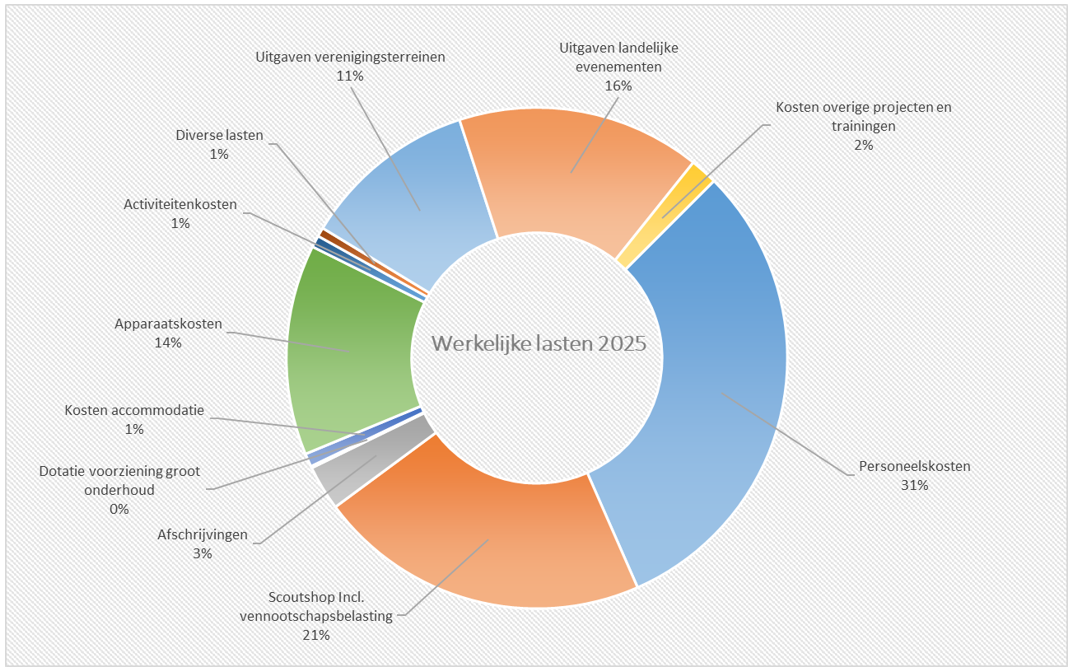 Uitgaven landelijke
evenementen
16%
Uitgaven verenigingsterreinen
11%
Kosten overige projecten en
trainingen
2%
Diverse lasten
1%
Activiteitenkosten
1%
Apparaatskosten
14%
Werkelijke lasten 2025
Kosten accommodatie
1%
Personeelskosten
31%
Dotatie voorziening groot
onderhoud
0%
Afschrijvingen
3%
Scoutshop Incl.
vennootschapsbelasting
21%